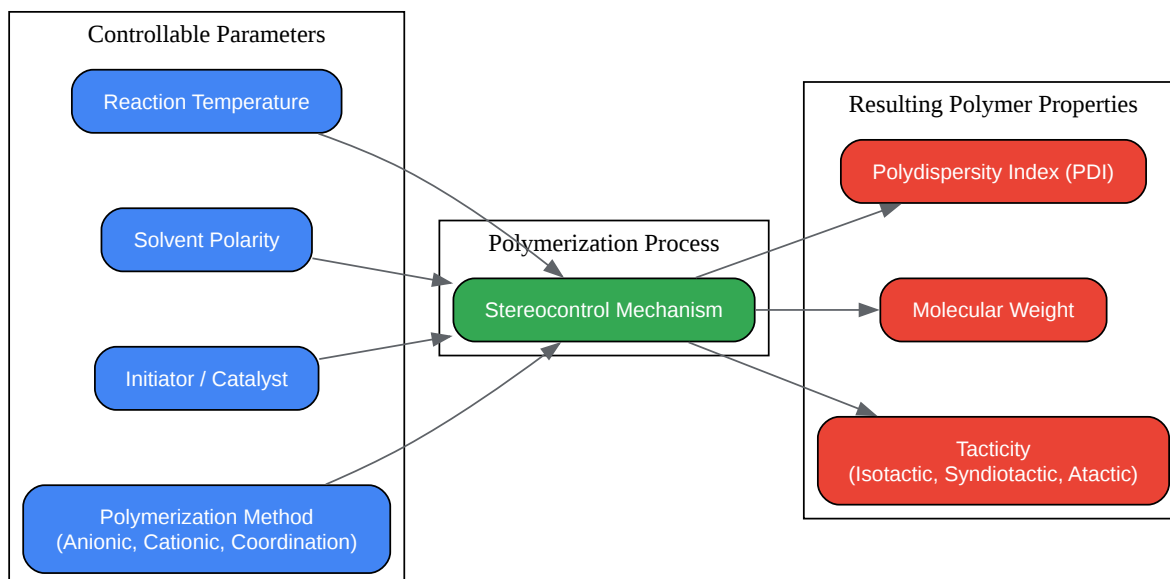 Controllable Parameters
Reaction Temperature
Solvent Polarity
Initiator / Catalyst
Polymerization Method
(Anionic, Cationic, Coordination)
Polymerization Process
Stereocontrol Mechanism
Resulting Polymer Properties
Polydispersity Index (PDI)
Molecular Weight
Tacticity
(Isotactic, Syndiotactic, Atactic)